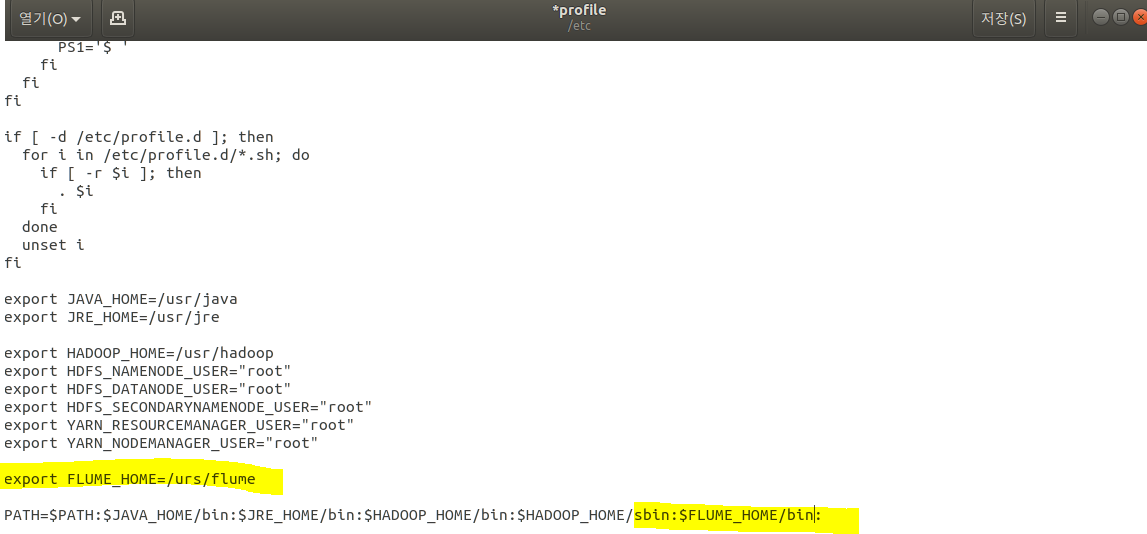 열기(O)
*profile
/etc
저장(S)
PS1='$ '
fi
fi
fi
if [ -d /etc/profile.d ]; then
for i in /etc/profile.d/*.sh; do
if [ -r $i ]; then
. $i
fi
done
unset i
fi
export JAVA_HOME=/usr/java
export JRE_HOME=/usr/jre
export HADOOP_HOME=/usr/hadoop
export HDFS_NAMENODE_USER="root"
export HDFS_DATANODE_USER="root"
export HDFS_SECONDARYNAMENODE_USER="root"
export YARN_RESOURCEMANAGER_USER="root"
export YARN_NODEMANAGER_USER="root"
export FLUME_HOME=/urs/flume
PATH=$PATH:$JAVA_HOME/bin:$JRE_HOME/bin:$HADOOP_HOME/bin:$HADOOP_HOME/sbin:$FLUME_HOME/bin: